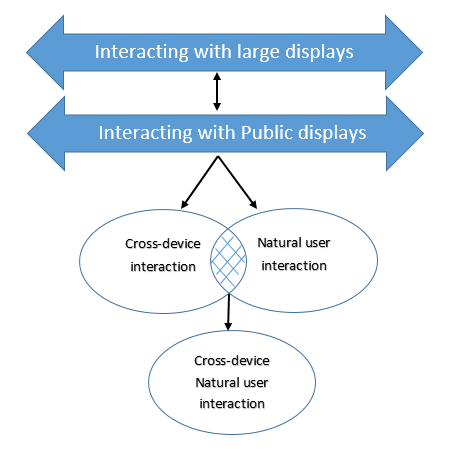 Interacting with large displays
Interacting with Public displays
Cross-device
interaction
Natural user
interaction
Cross-device
Natural user
interaction